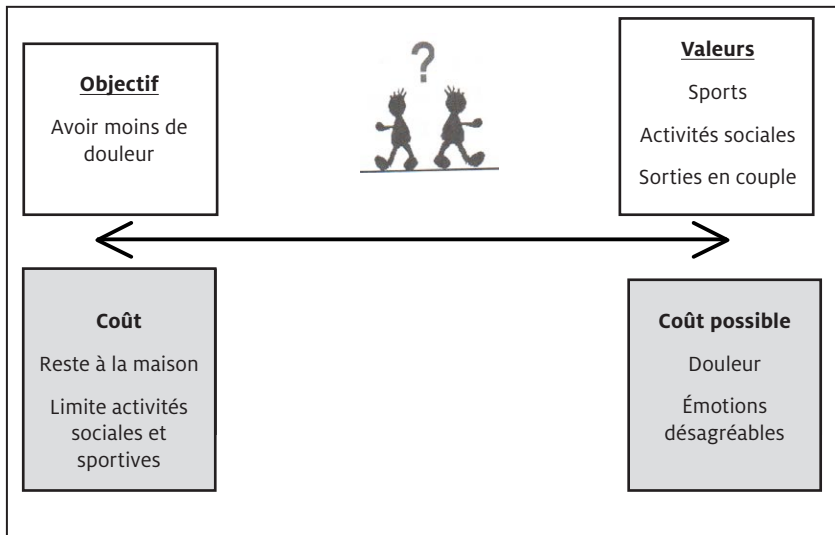 Objectif
Avoir moins de
douleur
?
Valeurs
Sports
Activités sociales
Sorties en couple
Coût
Reste à la maison
Limite activités
sociales et
sportives
Coût possible
Douleur
Émotions
désagréables